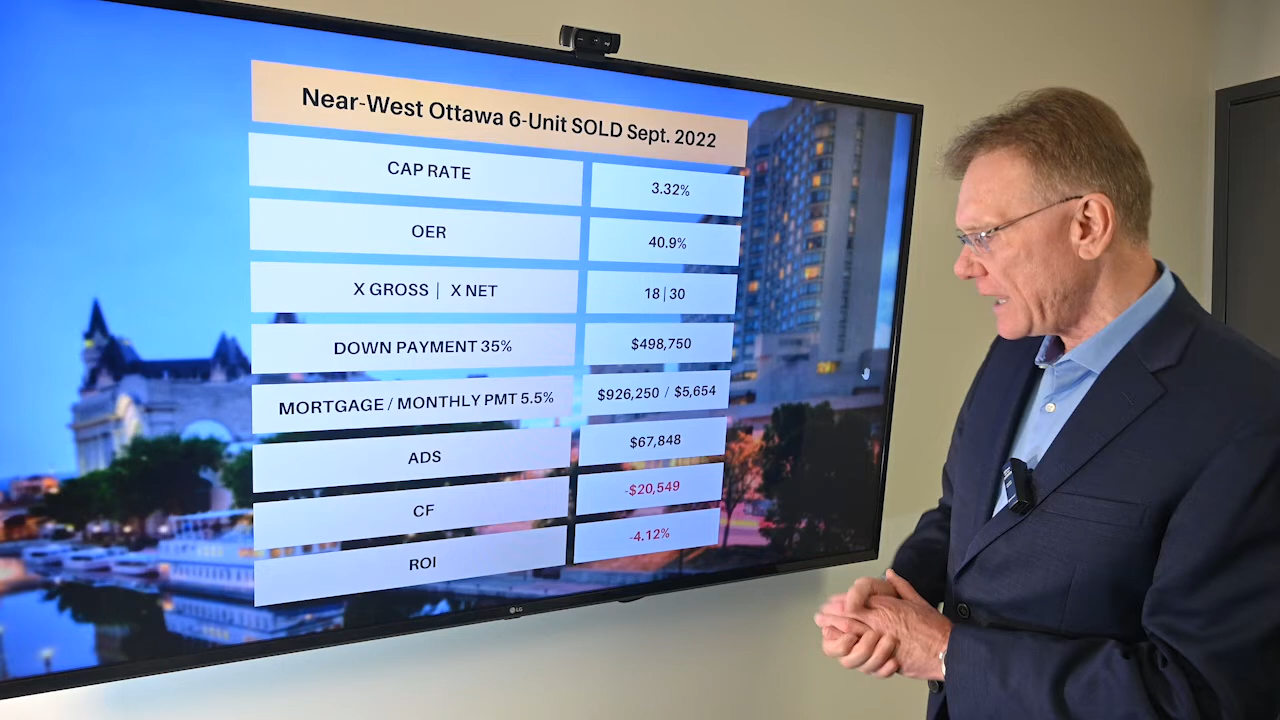 Near-West Ottawa 6-Unit SOLD Sept. 2022
CAP RATE 3.32%
OER 40.9%
X GROSS | X NET 18|30
DOWN PAYMENT 35% $498,750
MORTGAGE / MONTHLY PMT 5.5% $926,250 / $5,654
ADS $67,848
CF -$20,549
ROI -4.12%
LG